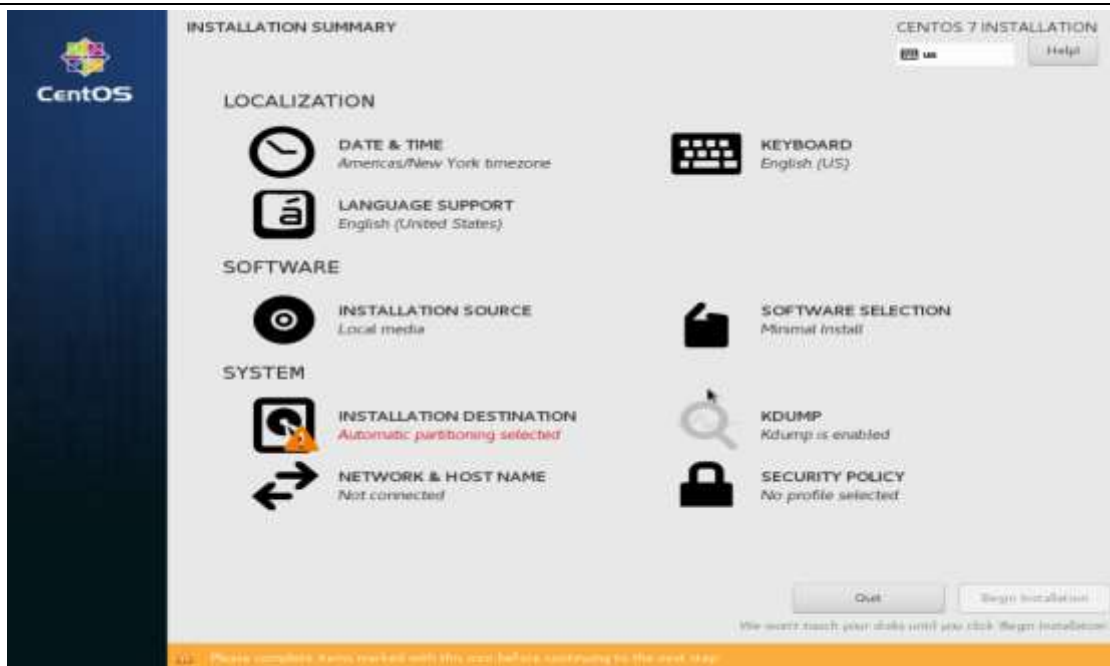 INSTALLATION SUMMARY
CENTOS 7 INSTALLATION
us
Help!
CentOS
LOCALIZATION
DATE & TIME
Americas/New York timezone
KEYBOARD
English (US)
LANGUAGE SUPPORT
English (United States)
SOFTWARE
INSTALLATION SOURCE
Local media
SOFTWARE SELECTION
Minimal Install
SYSTEM
INSTALLATION DESTINATION
Automatic partitioning selected
KDUMP
Kdump is enabled
NETWORK & HOST NAME
Not connected
SECURITY POLICY
No profile selected
Quit
Begin Installation
We won't touch your disks until you click 'Begin Installation'
Please complete items marked with this icon before continuing to the next step.